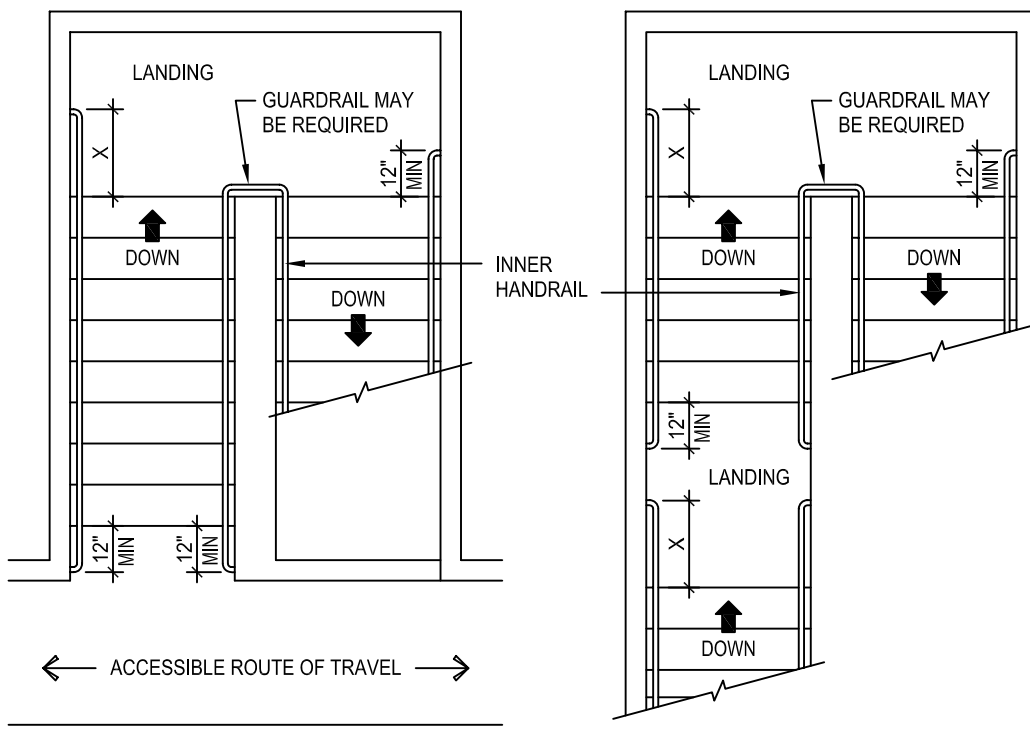 LANDING
GUARDRAIL MAY
BE REQUIRED
X
12"
MIN
DOWN
DOWN
INNER
HANDRAIL
12"
MIN
12"
MIN
ACCESSIBLE ROUTE OF TRAVEL
LANDING
GUARDRAIL MAY
BE REQUIRED
X
12"
MIN
DOWN
DOWN
12"
MIN
LANDING
X
DOWN